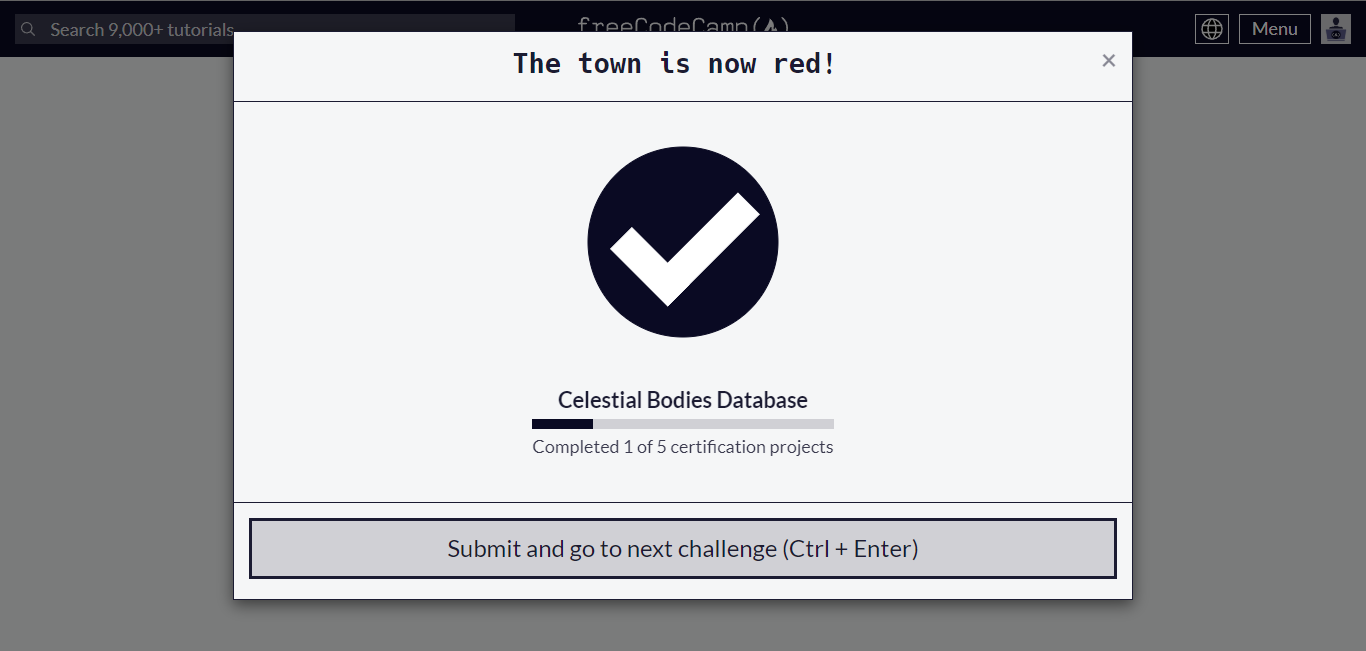 Search 9,000+ tutorials
freeCodeCamp(🔥)
Menu
The town is now red!
×
Celestial Bodies Database
Completed 1 of 5 certification projects
Submit and go to next challenge (Ctrl + Enter)